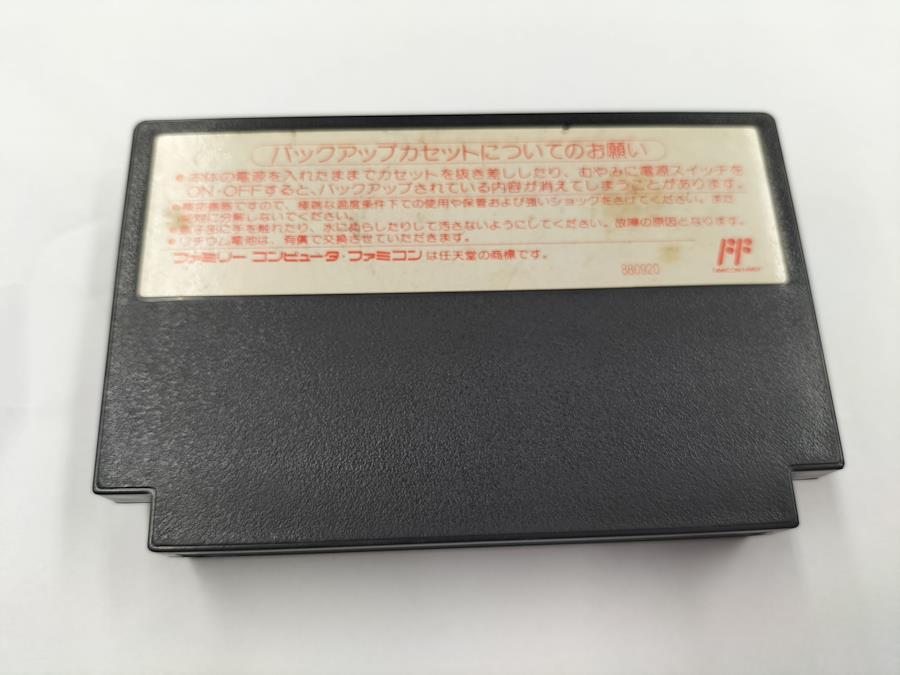 バックアップカセットについてのお願い
●本体の電源を入れたままでカセットを抜き差ししたり、むやみに電源スイッチを
ON・OFFすると、バックアップされている内容が消えてしまうことがあります。
●精密機器ですので、極端な温度条件下での使用や保管および強いショックをさけてください。また
絶対に分解しないでください。
●端子部に手を触れたり、水に濡らしたりして汚さないようにしてください。故障の原因となります。
●リチウム電池は、有償で交換させていただきます。
ファミリー コンピュータ・ファミコンは任天堂の商標です。
880920
FF
FAMICOM FAMILY